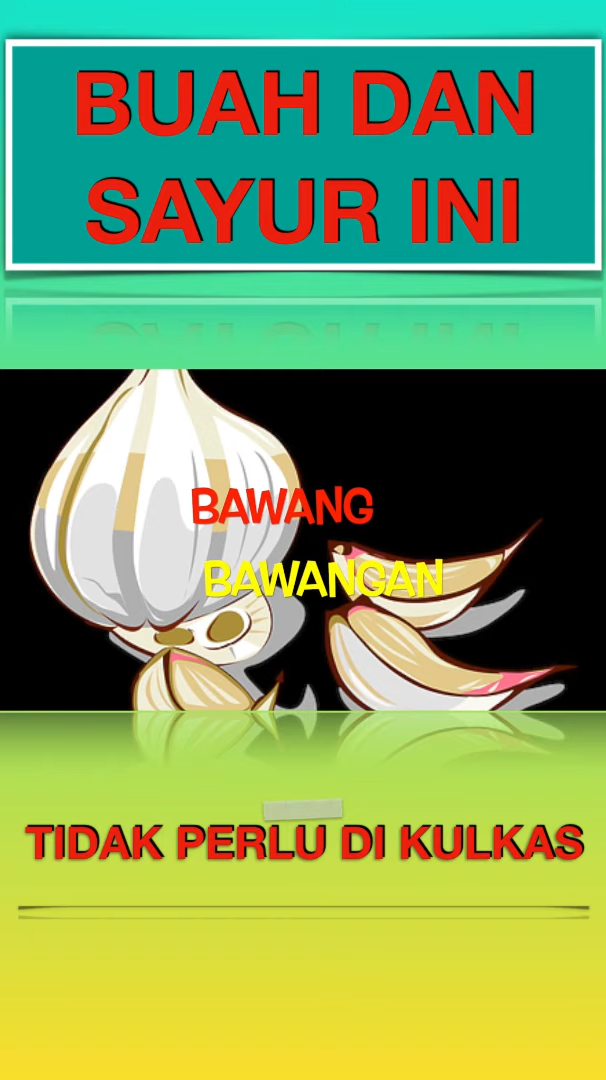 BUAH DAN
SAYUR INI
BAWANG
BAWANGAN
TIDAK PERLU DI KULKAS